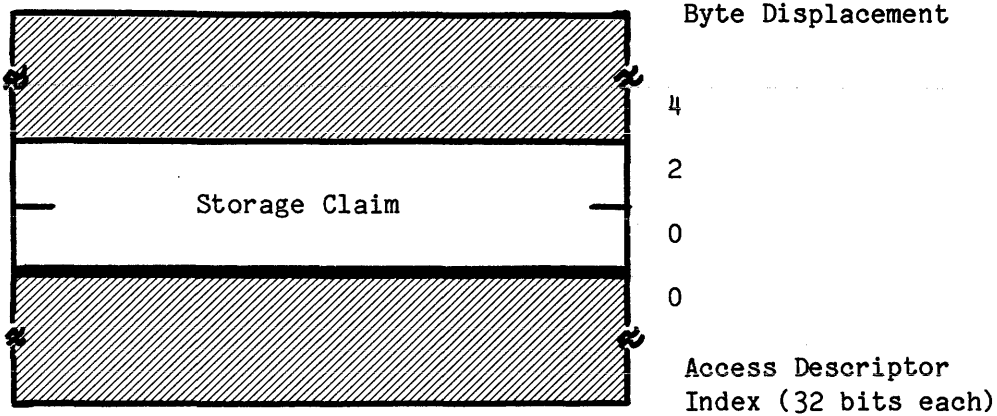 Byte Displacement
4
2
Storage Claim
0
0
Access Descriptor
Index (32 bits each)